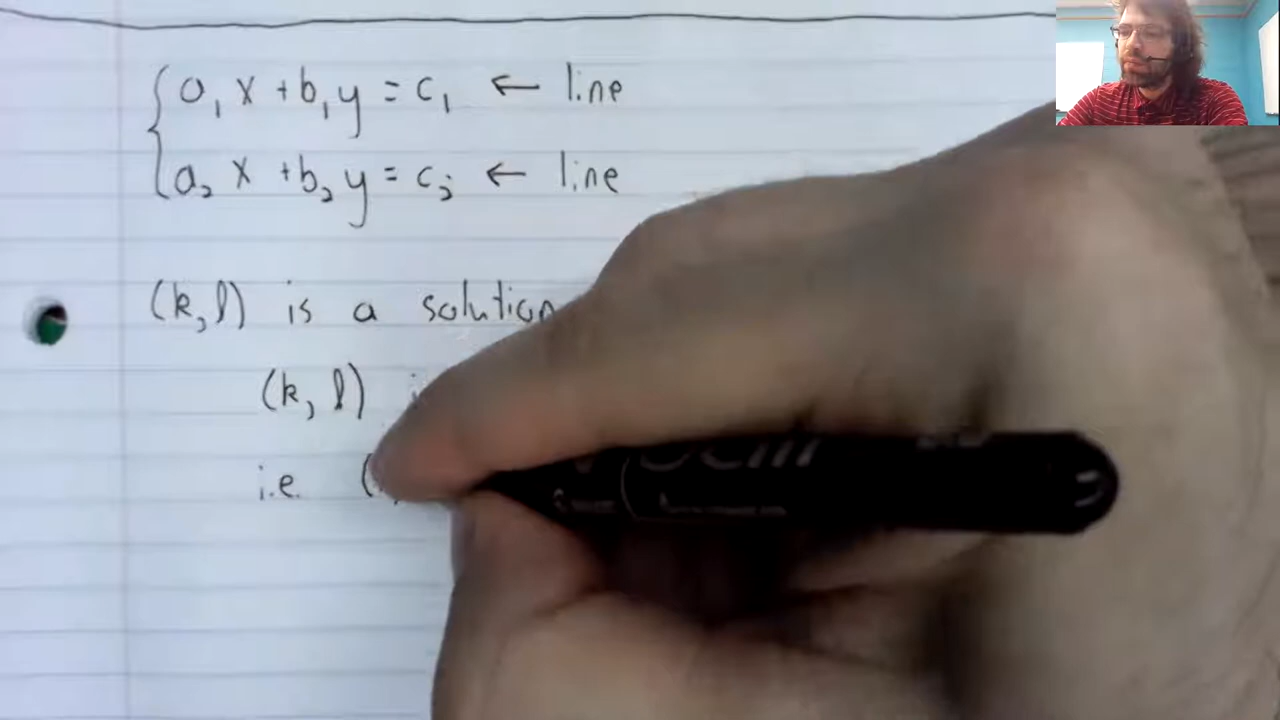 a₁x + b₁y = c₁ ← line
a₂x + b₂y = c₂ ← line
(k,l) is a solution
(k, l)
i.e. (